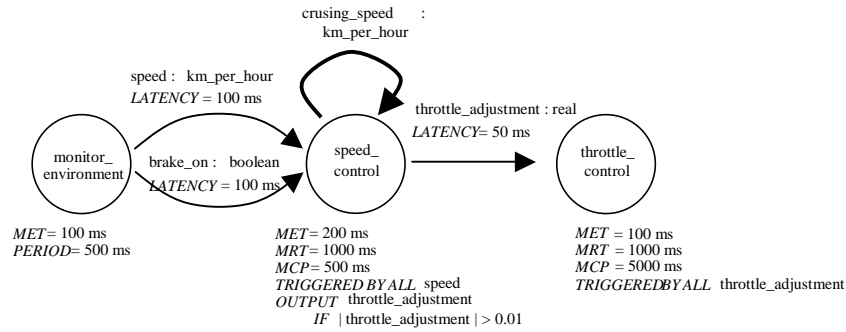 crusing_speed :
km_per_hour
speed : km_per_hour
LATENCY = 100 ms
throttle_adjustment : real
LATENCY= 50 ms
monitor_
environment
brake_on : boolean
LATENCY = 100 ms
speed_
control
throttle_
control
MET= 100 ms
PERIOD= 500 ms
MET= 200 ms
MRT= 1000 ms
MCP= 500 ms
TRIGGERED BY ALL speed
OUTPUT throttle_adjustment
IF | throttle_adjustment | > 0.01
MET = 100 ms
MRT = 1000 ms
MCP = 5000 ms
TRIGGEREDBYALL throttle_adjustment